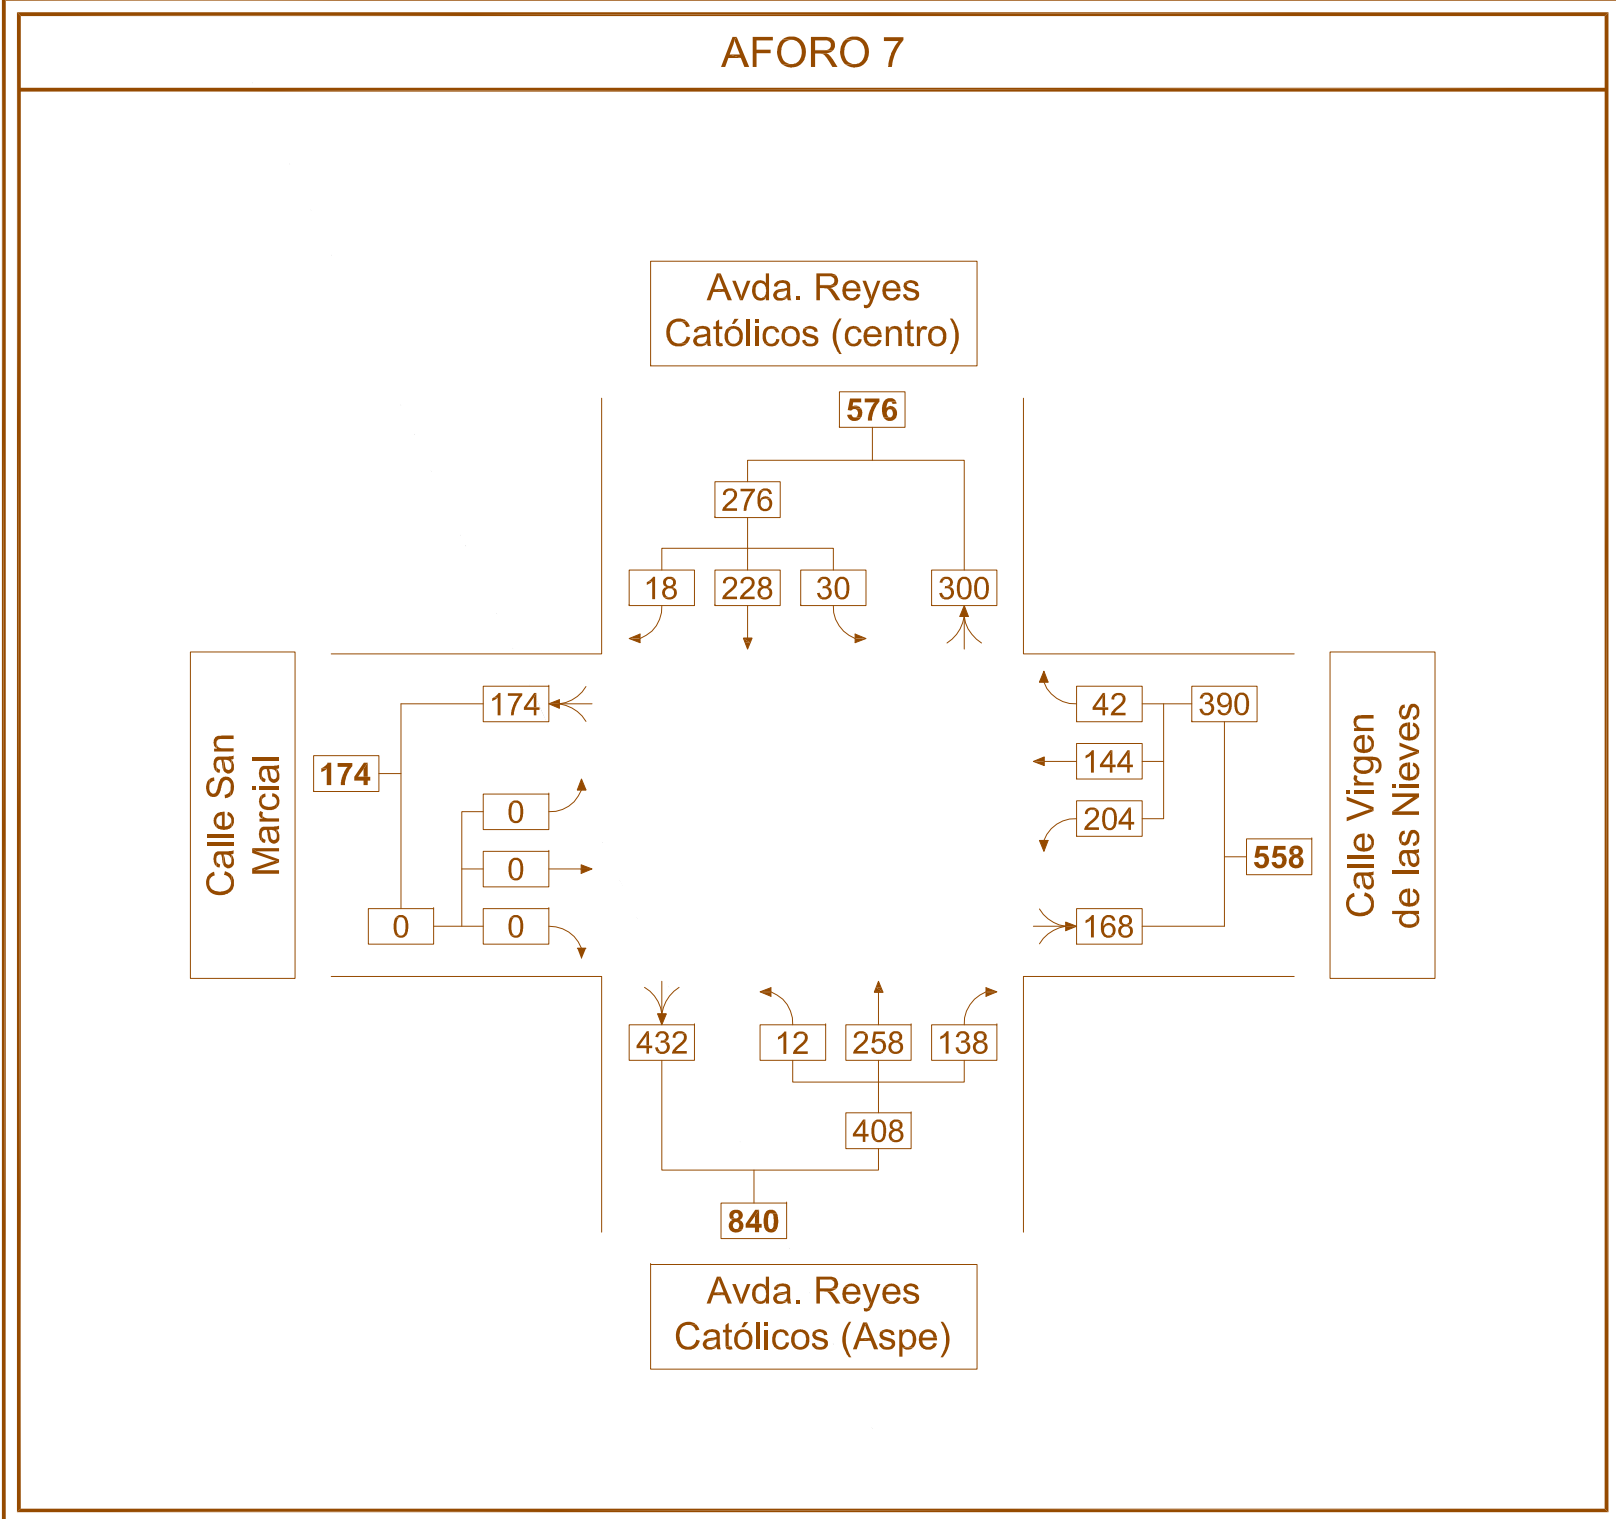 AFORO 7
Avda. Reyes
Católicos (centro)
576
276
18
228
30
300
Calle San
Marcial
174
174
0
0
0
0
42
390
144
204
558
168
Calle Virgen
de las Nieves
432
12
258
138
408
840
Avda. Reyes
Católicos (Aspe)